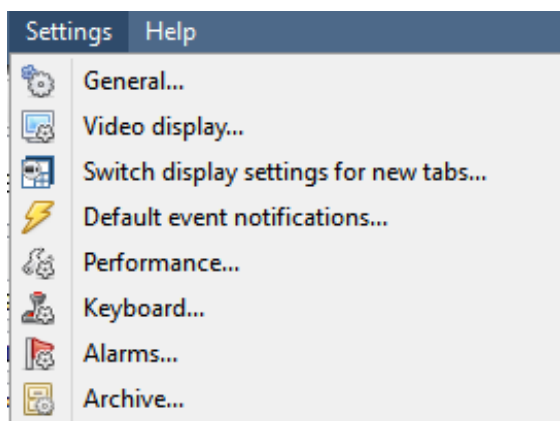 Settings Help
General...
Video display...
Switch display settings for new tabs...
Default event notifications...
Performance...
Keyboard...
Alarms...
Archive...